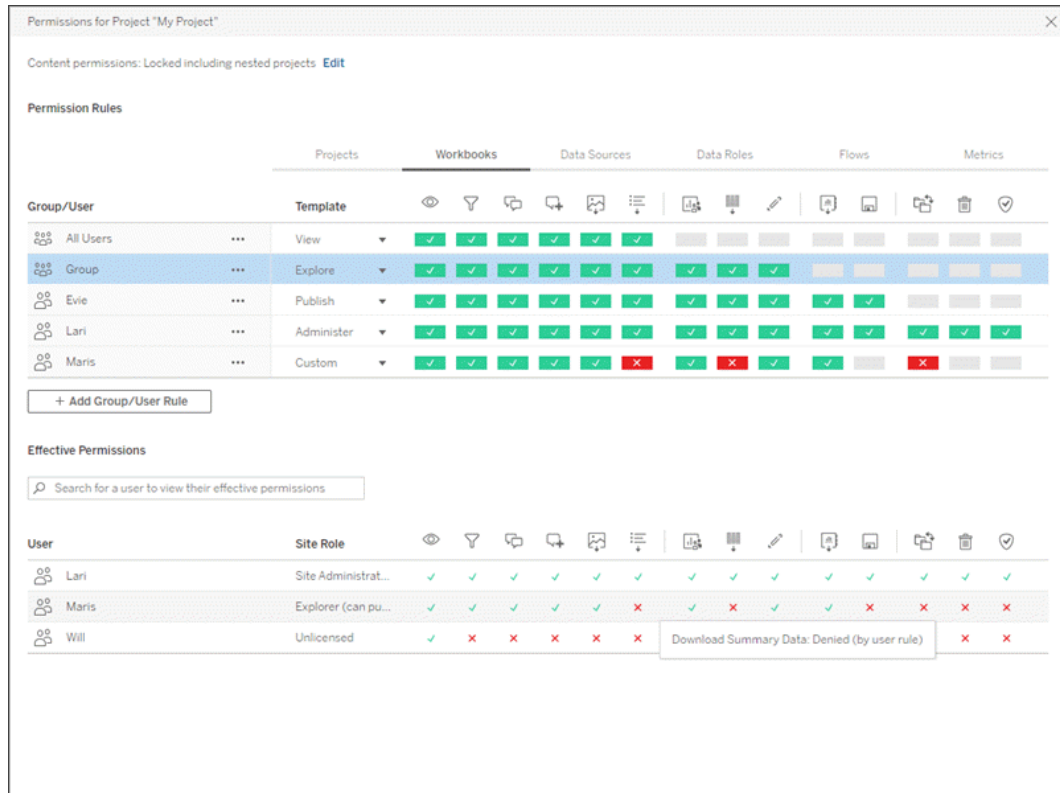 Permissions for Project "My Project"
Content permissions: Locked including nested projects Edit
Permission Rules
Projects Workbooks Data Sources Data Roles Flows Metrics
Group/User Template
All Users ••• View
Group ••• Explore
Evie ••• Publish
Lari ••• Administer
Maris ••• Custom
+ Add Group/User Rule
Effective Permissions
Search for a user to view their effective permissions
User Site Role
Lari Site Administrat...
Maris Explorer (can pu...
Will Unlicensed
Download Summary Data: Denied (by user rule)